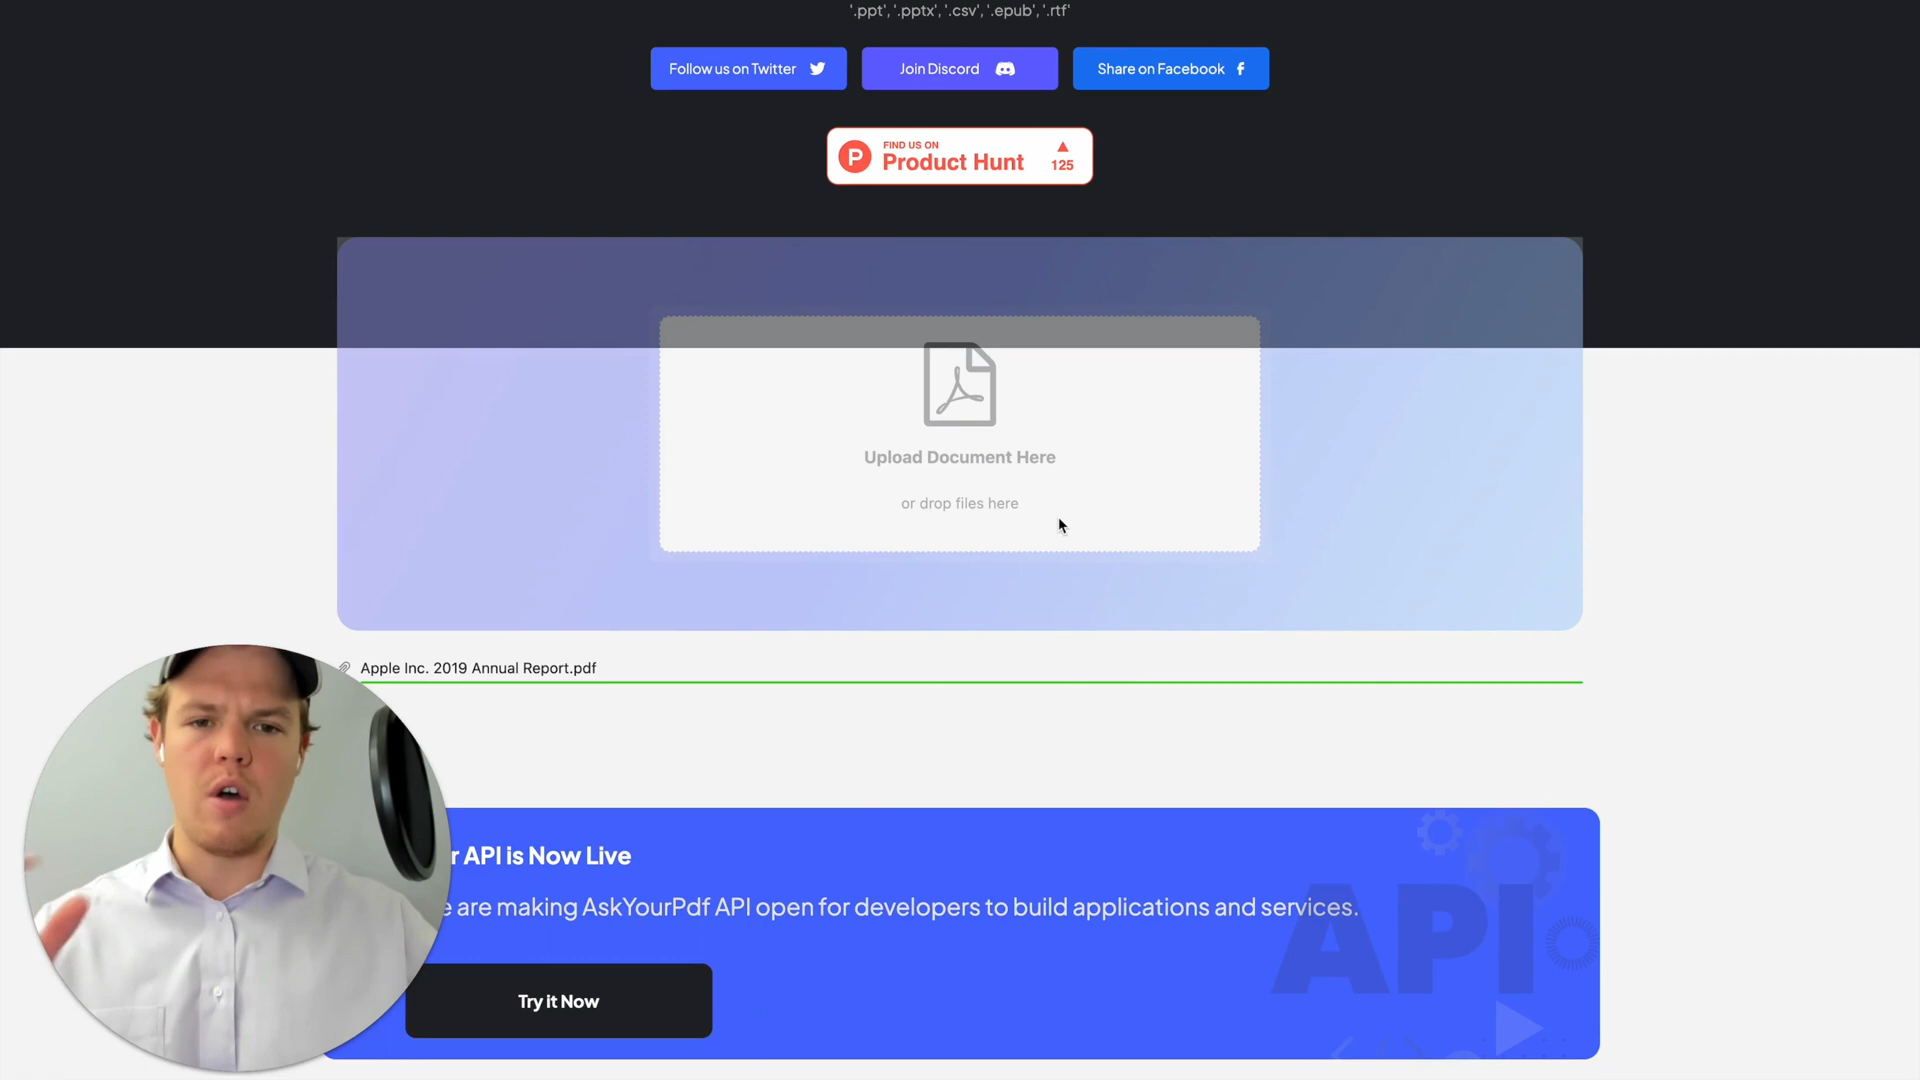 '.ppt','.pptx','.csv','.epub','.rtf'
Follow us on Twitter
Join Discord
Share on Facebook
FIND US ON
Product Hunt
125
Upload Document Here
or drop files here
Apple Inc. 2019 Annual Report.pdf
API is Now Live
are making AskYourPdf API open for developers to build applications and services.
API
Try it Now